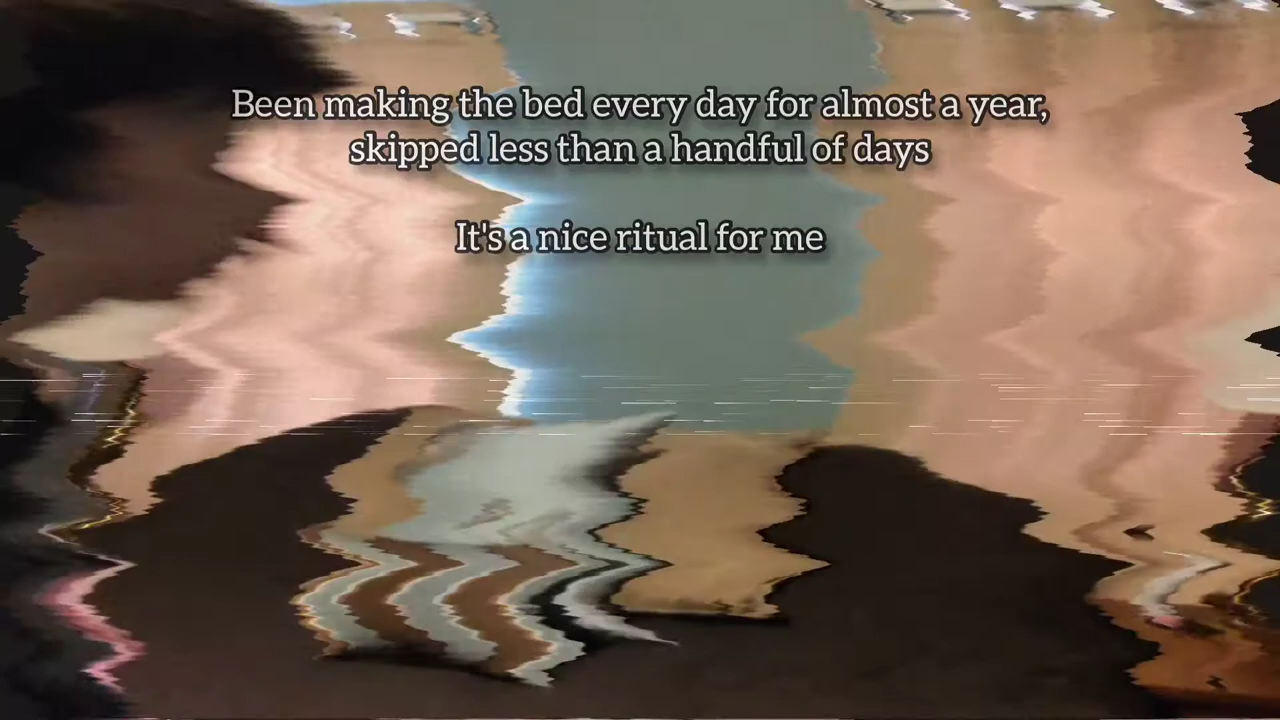 Been making the bed every day for almost a year,
skipped less than a handful of days
It's a nice ritual for me